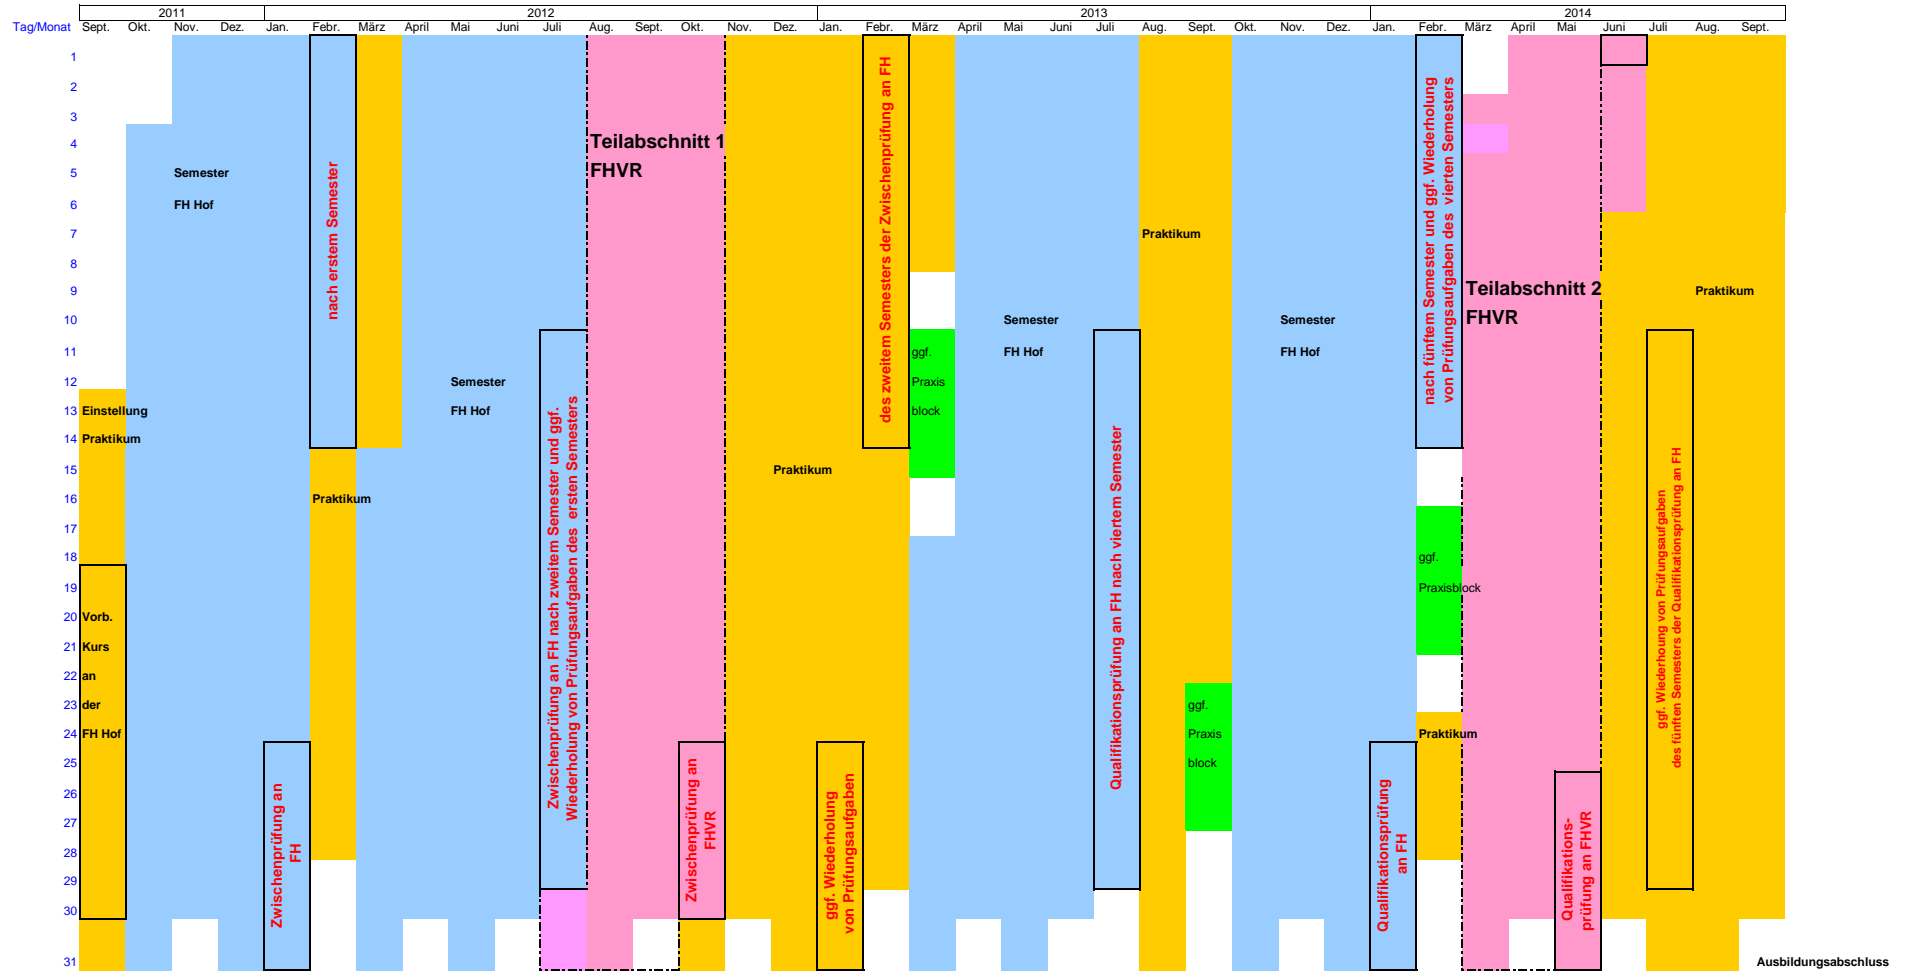 2011 2012 2013 2014
Tag/Monat Sept. Okt. Nov. Dez. Jan. Febr. März April Mai Juni Juli Aug. Sept. Okt. Nov. Dez. Jan. Febr. März April Mai Juni Juli Aug. Sept. Okt. Nov. Dez. Jan. Febr. März April Mai Juni Juli Aug. Sept.
1
2
3
4
5
6
7
8
9
10
11
12
13
14
15
16
17
18
19
20
21
22
23
24
25
26
27
28
29
30
31
Einstellung
Praktikum
Vorb.
Kurs
an
der
FH Hof
Semester
FH Hof
Zwischenprüfung an
FH
nach erstem Semester
Praktikum
Semester
FH Hof
Zwischenprüfung an FH nach zweitem Semester und ggf.
Wiederholung von Prüfungsaufgaben des ersten Semesters
Teilabschnitt 1
FHVR
Zwischenprüfung an
FHVR
Praktikum
ggf. Wiederholung
von Prüfungsaufgaben
des zweitem Semesters der Zwischenprüfung an FH
ggf.
Praxis
block
Semester
FH Hof
Qualifikationsprüfung an FH nach viertem Semester
Praktikum
ggf.
Praxis
block
Semester
FH Hof
Qualifikationsprüfung
an FH
nach fünftem Semester und ggf. Wiederholung
von Prüfungsaufgaben des vierten Semesters
ggf.
Praxisblock
Praktikum
Teilabschnitt 2
FHVR
Qualifikations-
prüfung an FHVR
ggf. Wiederhoung von Prüfungsaufgaben
des fünften Semesters der Qualifikationsprüfung an FH
Praktikum
Ausbildungsabschluss